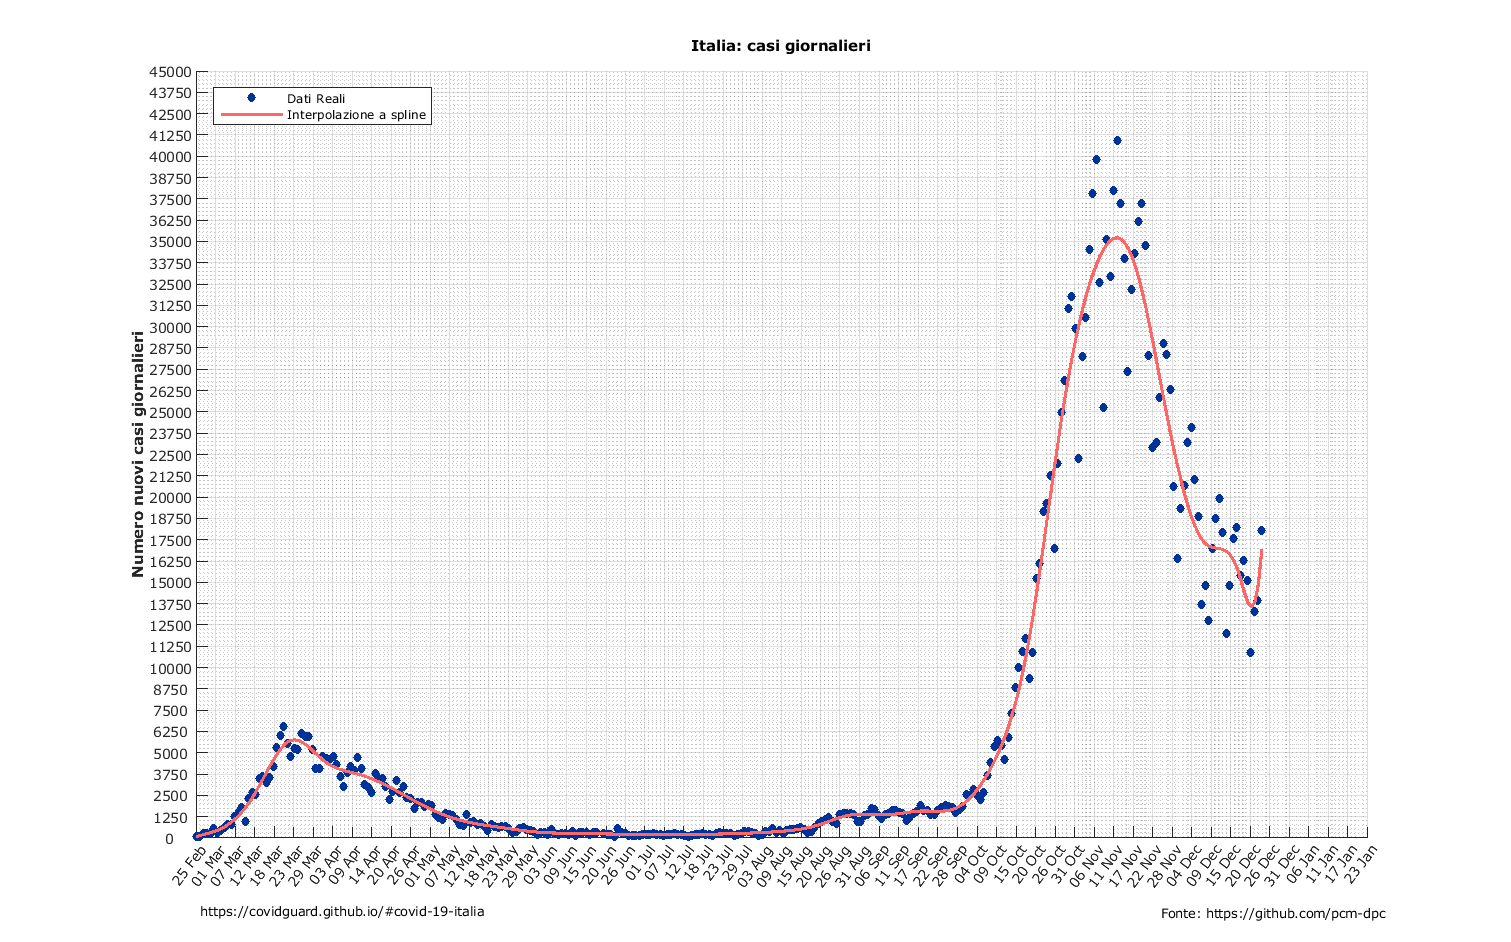 Italia: casi giornalieri
Dati Reali
Interpolazione a spline
Numero nuovi casi giornalieri
45000
43750
42500
41250
40000
38750
37500
36250
35000
33750
32500
31250
30000
28750
27500
26250
25000
23750
22500
21250
20000
18750
17500
16250
15000
13750
12500
11250
10000
8750
7500
6250
5000
3750
2500
1250
0
25 Feb
01 Mar
07 Mar
12 Mar
18 Mar
23 Mar
29 Mar
03 Apr
09 Apr
14 Apr
20 Apr
26 Apr
01 May
07 May
12 May
18 May
23 May
29 May
03 Jun
09 Jun
15 Jun
20 Jun
26 Jun
01 Jul
07 Jul
12 Jul
18 Jul
23 Jul
29 Jul
03 Aug
09 Aug
15 Aug
20 Aug
26 Aug
31 Aug
06 Sep
11 Sep
17 Sep
22 Sep
28 Sep
04 Oct
09 Oct
15 Oct
20 Oct
26 Oct
31 Oct
06 Nov
11 Nov
17 Nov
22 Nov
28 Nov
04 Dec
09 Dec
15 Dec
20 Dec
26 Dec
31 Dec
06 Jan
11 Jan
17 Jan
23 Jan
https://covidguard.github.io/#covid-19-italia
Fonte: https://github.com/pcm-dpc